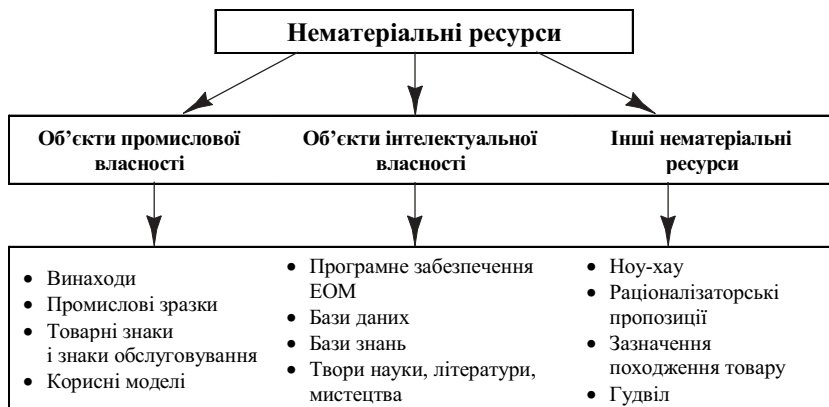 Нематеріальні ресурси
Об’єкти промислової
власності
Об’єкти інтелектуальної
власності
Інші нематеріальні
ресурси
• Винаходи
• Промислові зразки
• Товарні знаки
і знаки обслуговування
• Корисні моделі
• Програмне забезпечення
ЕОМ
• Бази даних
• Бази знань
• Твори науки, літератури,
мистецтва
• Ноу-хау
• Раціоналізаторські
пропозиції
• Зазначення
походження товару
• Гудвіл